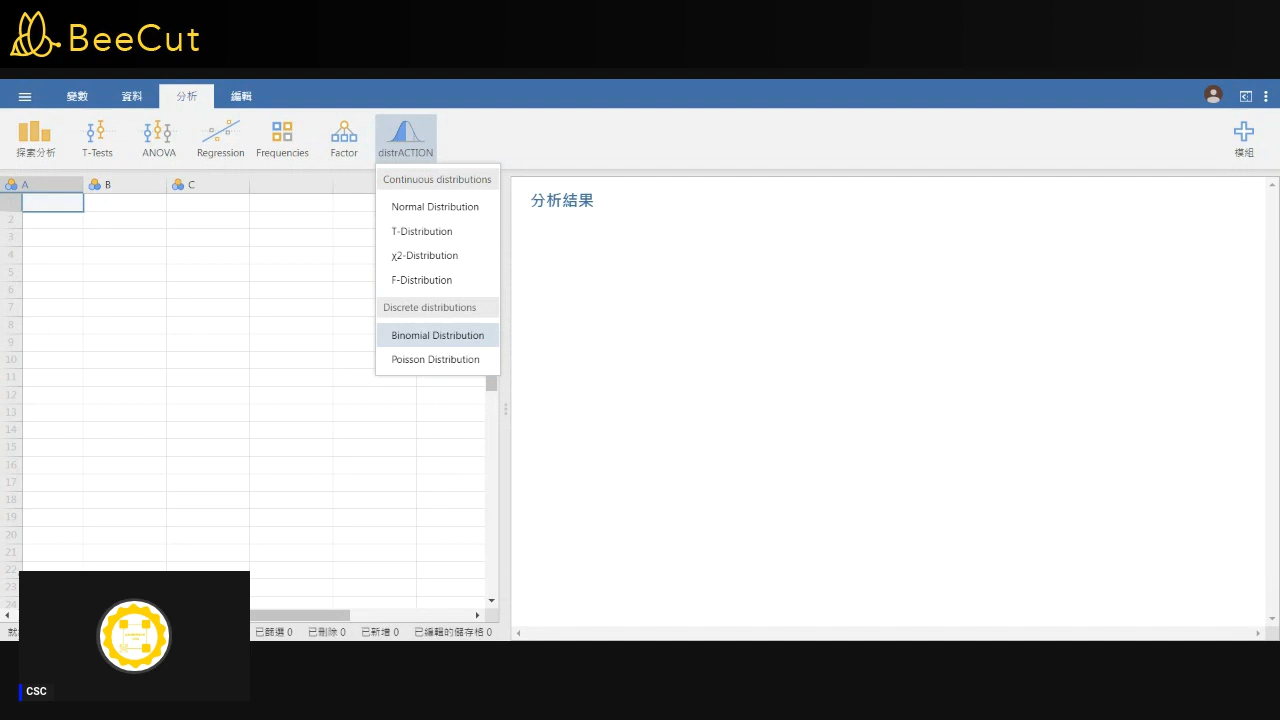 BeeCut
變數 資料 分析 編輯
探索分析 T-Tests ANOVA Regression Frequencies Factor distrACTION 模組
A B C
Continuous distributions
Normal Distribution
T-Distribution
χ2-Distribution
F-Distribution
Discrete distributions
Binomial Distribution
Poisson Distribution
分析結果
2
3
4
5
6
7
8
9
10
11
12
13
14
15
16
17
18
19
20
21
22
23
24
就 已篩選 0 已刪除 0 已新增 0 已編輯的儲存格 0
CSC